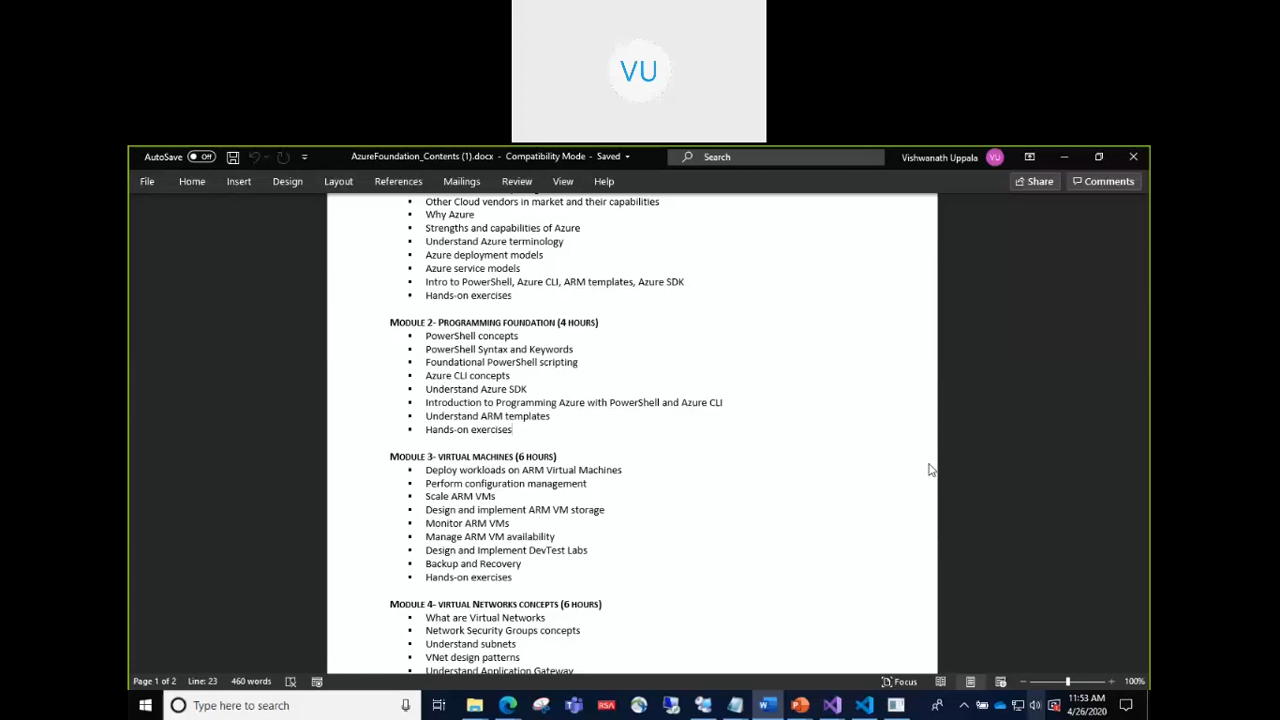 VU
AutoSave Off AzureFoundation_Contents (1).docx - Compatibility Mode - Saved Search Vishwanath Uppala VU
File Home Insert Design Layout References Mailings Review View Help Share Comments
Other Cloud vendors in market and their capabilities
Why Azure
Strengths and capabilities of Azure
Understand Azure terminology
Azure deployment models
Azure service models
Intro to PowerShell, Azure CLI, ARM templates, Azure SDK
Hands-on exercises
MODULE 2- PROGRAMMING FOUNDATION (4 HOURS)
PowerShell concepts
PowerShell Syntax and Keywords
Foundational PowerShell scripting
Azure CLI concepts
Understand Azure SDK
Introduction to Programming Azure with PowerShell and Azure CLI
Understand ARM templates
Hands-on exercises
MODULE 3- VIRTUAL MACHINES (6 HOURS)
Deploy workloads on ARM Virtual Machines
Perform configuration management
Scale ARM VMs
Design and implement ARM VM storage
Monitor ARM VMs
Manage ARM VM availability
Design and Implement DevTest Labs
Backup and Recovery
Hands-on exercises
MODULE 4- VIRTUAL NETWORKS CONCEPTS (6 HOURS)
What are Virtual Networks
Network Security Groups concepts
Understand subnets
VNet design patterns
Understand Application Gateway
Page 1 of 2 Line: 23 460 words Focus 100%
Type here to search RSA 11:53 AM
4/26/2020